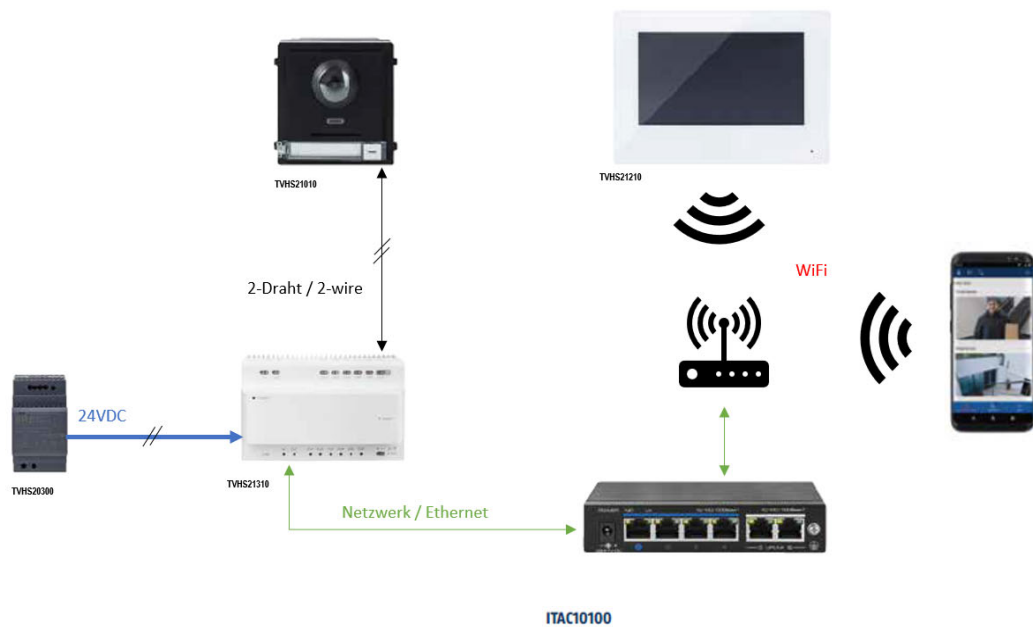 TVHS21010
TVHS21210
2-Draht / 2-wire
WiFi
24VDC
TVHS21310
TVHS20300
Netzwerk / Ethernet
ITAC10100